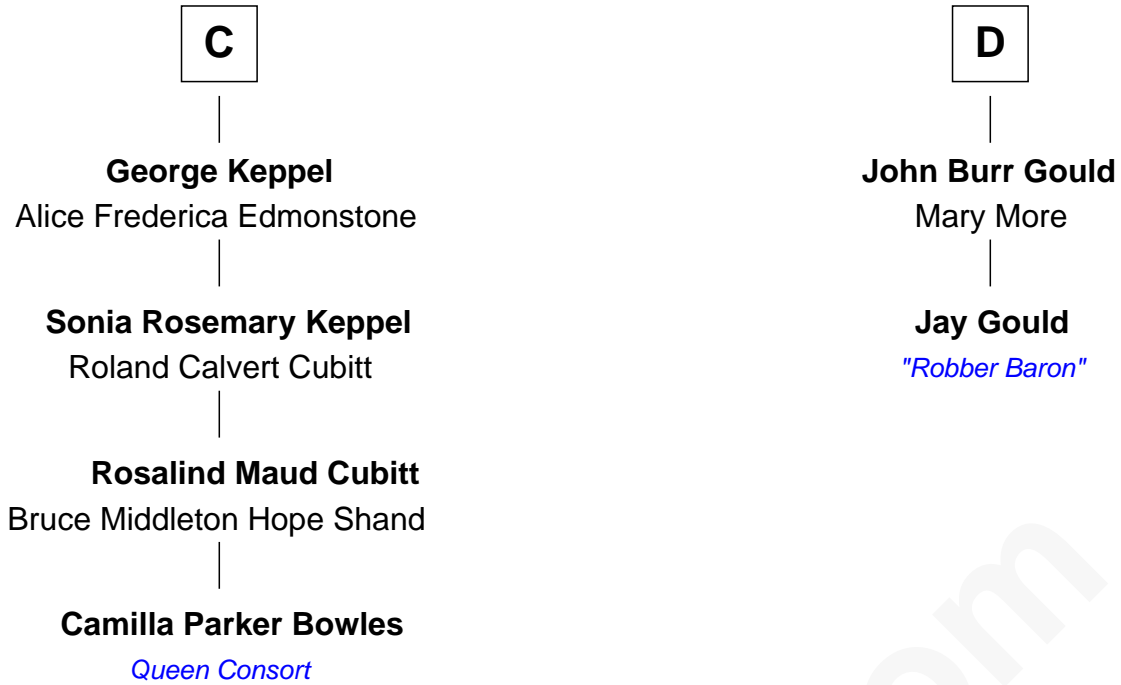 C
George Keppel
Alice Frederica Edmonstone
Sonia Rosemary Keppel
Roland Calvert Cubitt
Rosalind Maud Cubitt
Bruce Middleton Hope Shand
Camilla Parker Bowles
Queen Consort
D
John Burr Gould
Mary More
Jay Gould
"Robber Baron"
om